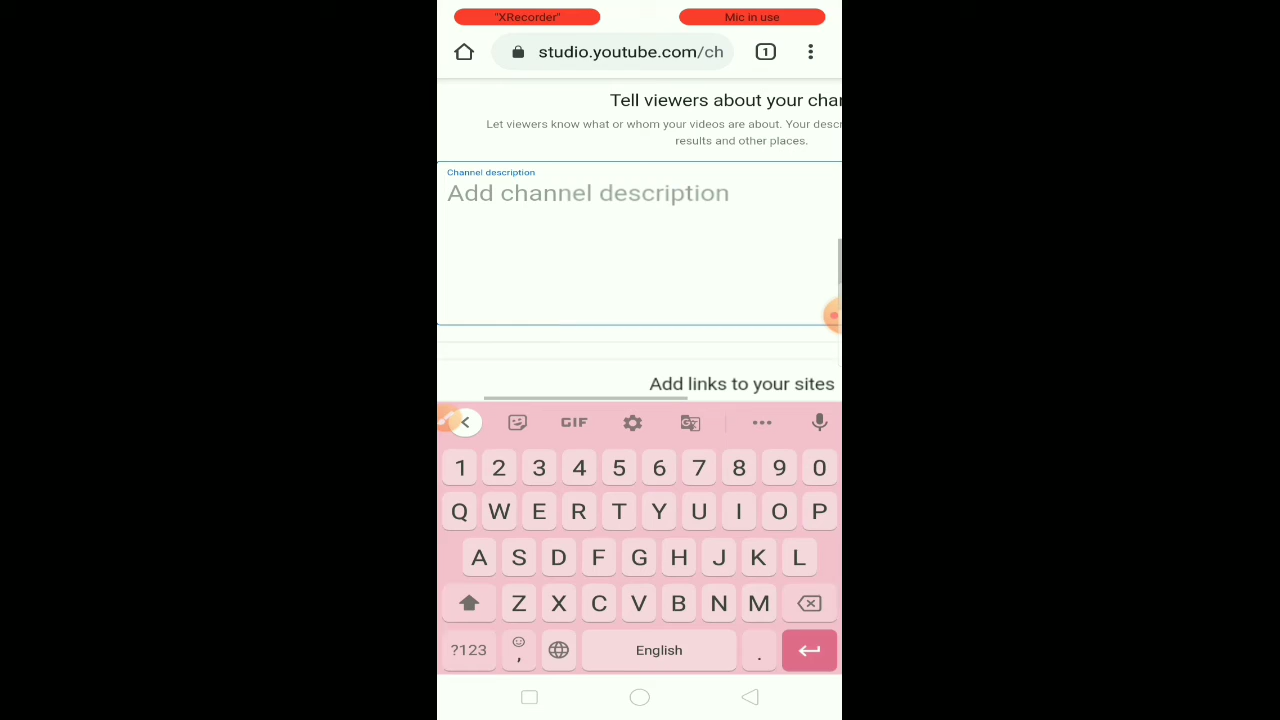 "XRecorder"
Mic in use
studio.youtube.com/ch
1
Tell viewers about your char
Let viewers know what or whom your videos are about. Your descr
results and other places.
Channel description
Add channel description
Add links to your sites
GIF
1 2 3 4 5 6 7 8 9 0
Q W E R T Y U I O P
A S D F G H J K L
Z X C V B N M
?123 , English .